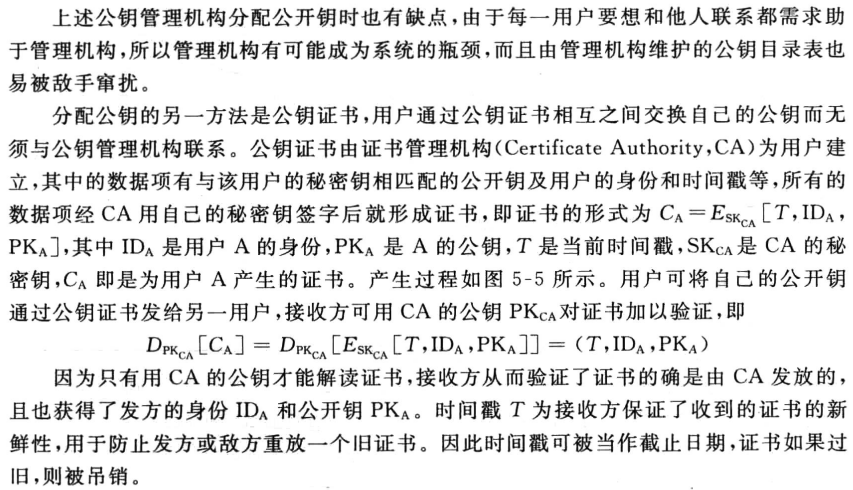 上述公钥管理机构分配公开钥时也有缺点,由于每一用户要想和他人联系都需求助
于管理机构,所以管理机构有可能成为系统的瓶颈,而且由管理机构维护的公钥目录表也
易被敌手窜扰。
分配公钥的另一方法是公钥证书,用户通过公钥证书相互之间交换自己的公钥而无
须与公钥管理机构联系。公钥证书由证书管理机构(Certificate Authority,CA)为用户建
立,其中的数据项有与该用户的秘密钥相匹配的公开钥及用户的身份和时间戳等,所有的
数据项经 CA 用自己的秘密钥签字后就形成证书,即证书的形式为 C_A=E_{SK_{CA}}[T,ID_A,
PK_A],其中 ID_A 是用户 A 的身份,PK_A 是 A 的公钥,T 是当前时间戳,SK_{CA}是 CA 的秘
密钥,C_A 即是为用户 A 产生的证书。产生过程如图 5-5 所示。用户可将自己的公开钥
通过公钥证书发给另一用户,接收方可用 CA 的公钥 PK_{CA}对证书加以验证,即
D_{PK_{CA}}[C_A] = D_{PK_{CA}}[E_{SK_{CA}}[T,ID_A,PK_A]] = (T,ID_A,PK_A)
因为只有用 CA 的公钥才能解读证书,接收方从而验证了证书的确是由 CA 发放的,
且也获得了发方的身份 ID_A 和公开钥 PK_A。时间戳 T 为接收方保证了收到的证书的新
鲜性,用于防止发方或敌方重放一个旧证书。因此时间戳可被当作截止日期,证书如果过
旧,则被吊销。